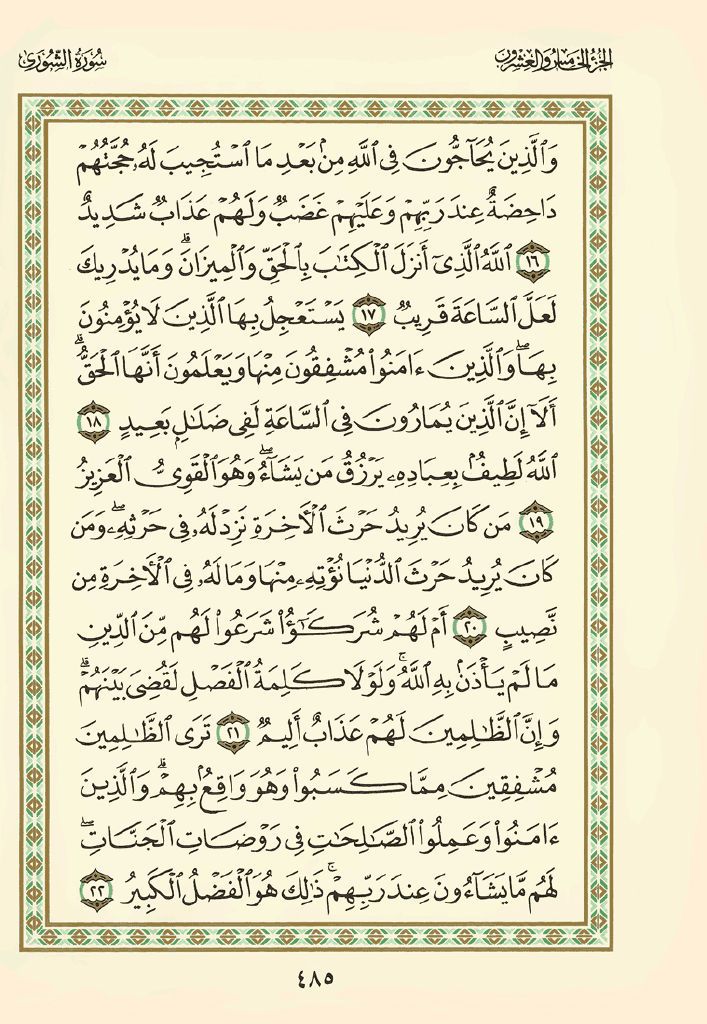 الجزء الخامس والعشرون
سورة الشورى
وَٱلَّذِينَ يُحَآجُّونَ فِى ٱللَّهِ مِنۢ بَعْدِ مَا ٱسْتُجِيبَ لَهُۥ حُجَّتُهُمْ
دَاحِضَةٌ عِندَ رَبِّهِمْ وَعَلَيْهِمْ غَضَبٌ وَلَهُمْ عَذَابٌ شَدِيدٌ
١٦ ٱللَّهُ ٱلَّذِىٓ أَنزَلَ ٱلْكِتَٰبَ بِٱلْحَقِّ وَٱلْمِيزَانَ ۗ وَمَا يُدْرِيكَ
لَعَلَّ ٱلسَّاعَةَ قَرِيبٌ ١٧ يَسْتَعْجِلُ بِهَا ٱلَّذِينَ لَا يُؤْمِنُونَ
بِهَا ۖ وَٱلَّذِينَ ءَامَنُوا۟ مُشْفِقُونَ مِنْهَا وَيَعْلَمُونَ أَنَّهَا ٱلْحَقُّ ۗ
أَلَآ إِنَّ ٱلَّذِينَ يُمَارُونَ فِى ٱلسَّاعَةِ لَفِى ضَلَٰلٍۭ بَعِيدٍ ١٨
ٱللَّهُ لَطِيفٌۢ بِعِبَادِهِۦ يَرْزُقُ مَن يَشَآءُ ۖ وَهُوَ ٱلْقَوِىُّ ٱلْعَزِيزُ
١٩ مَن كَانَ يُرِيدُ حَرْثَ ٱلْءَاخِرَةِ نَزِدْ لَهُۥ فِى حَرْثِهِۦ ۖ وَمَن
كَانَ يُرِيدُ حَرْثَ ٱلدُّنْيَا نُؤْتِهِۦ مِنْهَا وَمَا لَهُۥ فِى ٱلْءَاخِرَةِ مِن
نَّصِيبٍ ٢٠ أَمْ لَهُمْ شُرَكَٰٓؤُا۟ شَرَعُوا۟ لَهُم مِّنَ ٱلدِّينِ
مَا لَمْ يَأْذَنۢ بِهِ ٱللَّهُ ۚ وَلَوْلَا كَلِمَةُ ٱلْفَصْلِ لَقُضِىَ بَيْنَهُمْ ۗ
وَإِنَّ ٱلظَّٰلِمِينَ لَهُمْ عَذَابٌ أَلِيمٌ ٢١ تَرَى ٱلظَّٰلِمِينَ
مُشْفِقِينَ مِمَّا كَسَبُوا۟ وَهُوَ وَاقِعٌۢ بِهِمْ ۗ وَٱلَّذِينَ
ءَامَنُوا۟ وَعَمِلُوا۟ ٱلصَّٰلِحَٰتِ فِى رَوْضَاتِ ٱلْجَنَّاتِ ۖ
لَهُم مَّا يَشَآءُونَ عِندَ رَبِّهِمْ ۚ ذَٰلِكَ هُوَ ٱلْفَضْلُ ٱلْكَبِيرُ ٢٢
٤٨٥